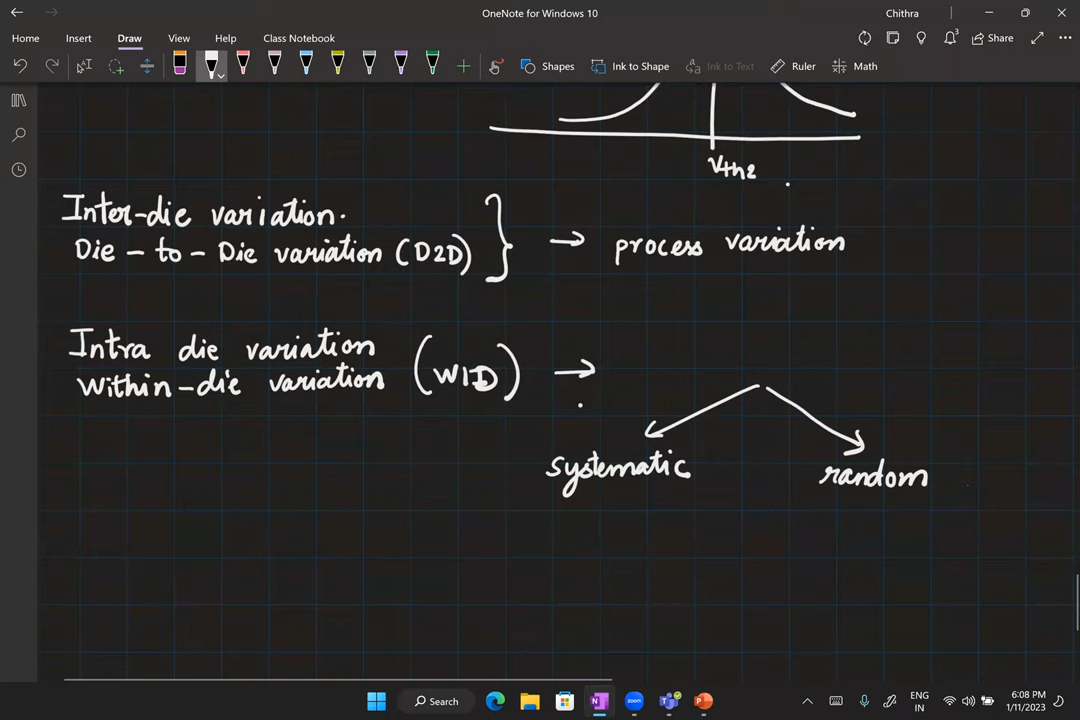 OneNote for Windows 10
Chithra
Home Insert Draw View Help Class Notebook
Share
Shapes Ink to Shape Ink to Text Ruler Math
Vth2
Inter-die variation.
Die - to - Die variation (D2D) → process variation
Intra die variation
Within-die variation (WID) →
systematic random
Search
ENG
IN
6:08 PM
1/11/2023